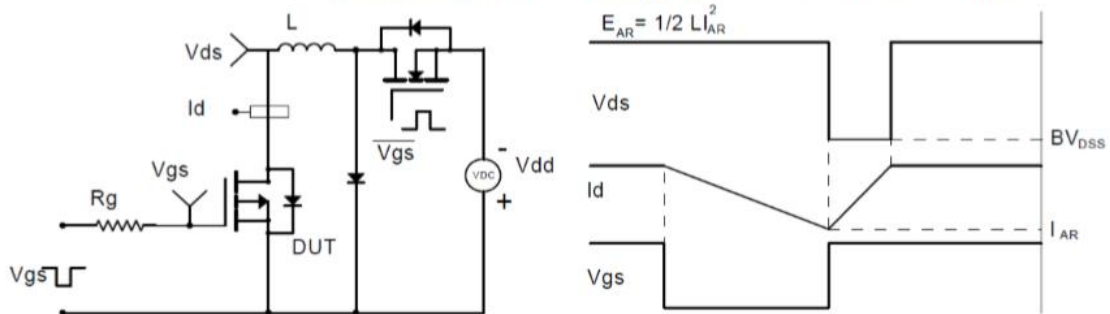 L
Vds
Id
Vgs
Vgs
- Vdd
VDC
+
Rg
DUT
Vgs
E_AR = 1/2 LI_AR^2
Vds
BV_DSS
Id
I_AR
Vgs